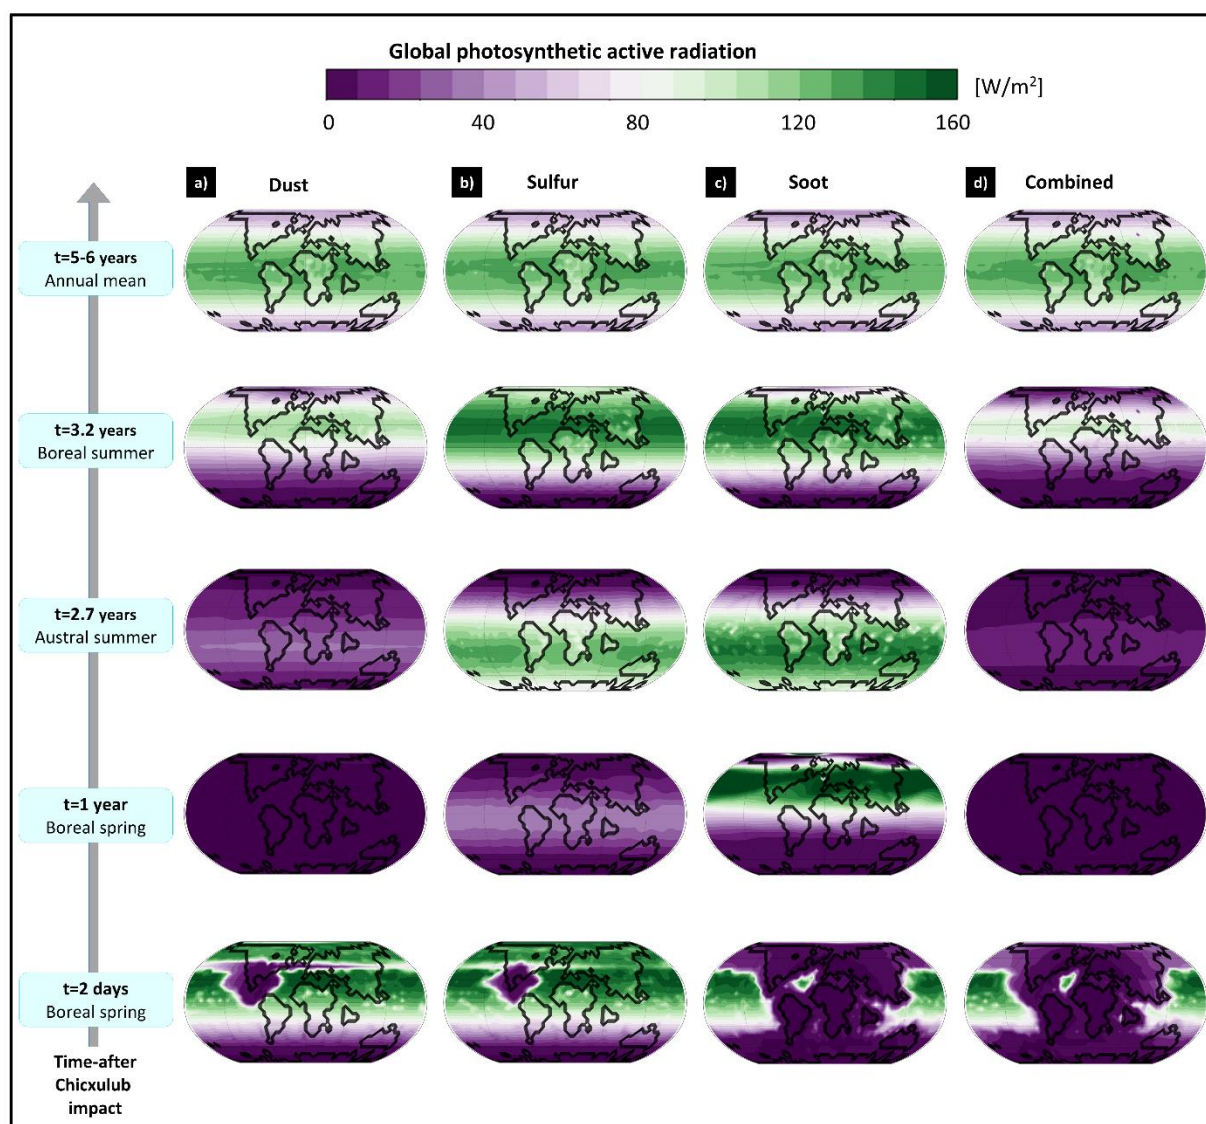 Global photosynthetic active radiation
[W/m²]
0 40 80 120 160
a) Dust b) Sulfur c) Soot d) Combined
t=5-6 years
Annual mean
t=3.2 years
Boreal summer
t=2.7 years
Austral summer
t=1 year
Boreal spring
t=2 days
Boreal spring
Time-after
Chicxulub
impact